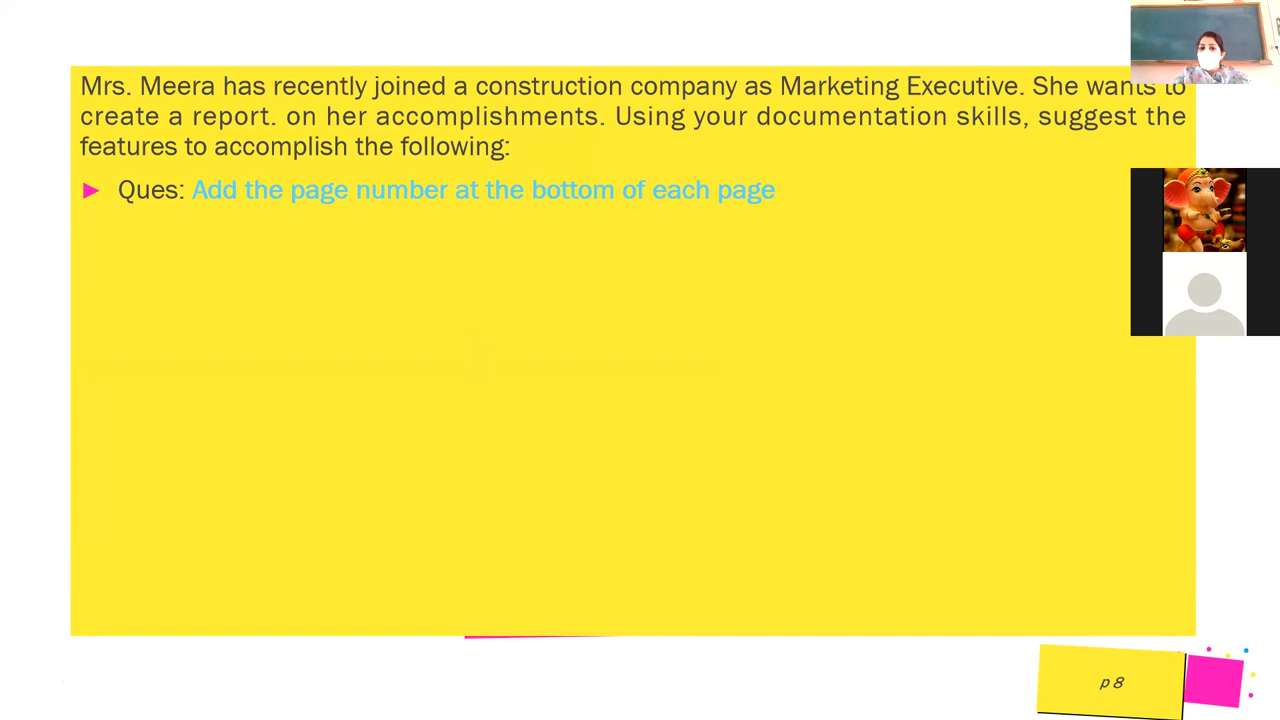 Mrs. Meera has recently joined a construction company as Marketing Executive. She wants to
create a report. on her accomplishments. Using your documentation skills, suggest the
features to accomplish the following:
► Ques: Add the page number at the bottom of each page
p 8